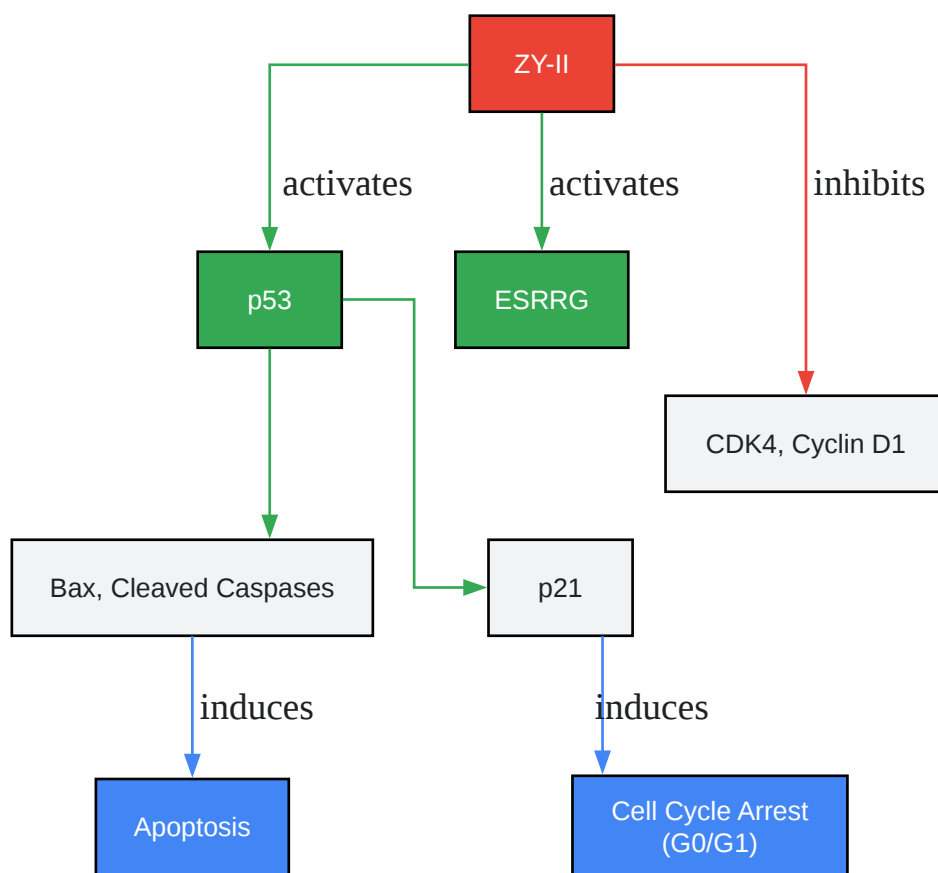 ZY-II
activates
activates
inhibits
p53
ESRRG
CDK4, Cyclin D1
Bax, Cleaved Caspases
p21
induces
induces
Apoptosis
Cell Cycle Arrest
(G0/G1)